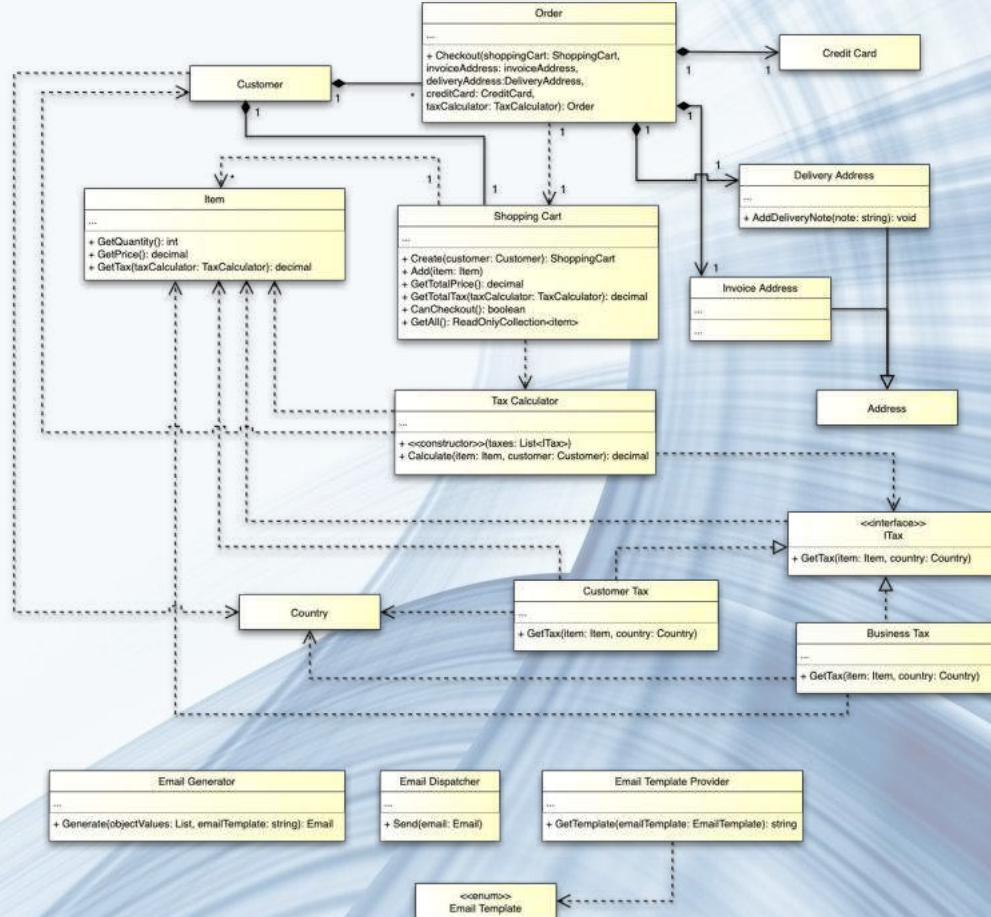 Order
...
+ Checkout(shoppingCart: ShoppingCart,
invoiceAddress: invoiceAddress,
deliveryAddress:DeliveryAddress,
creditCard: CreditCard,
taxCalculator: TaxCalculator): Order
Credit Card
1
1
Customer
1
*
1
1
1
1
1
Delivery Address
...
+ AddDeliveryNote(note: string): void
*
1
1
1
Item
...
+ GetQuantity(): int
+ GetPrice(): decimal
+ GetTax(taxCalculator: TaxCalculator): decimal
Shopping Cart
...
+ Create(customer: Customer): ShoppingCart
+ Add(item: Item)
+ GetTotalPrice(): decimal
+ GetTotalTax(taxCalculator: TaxCalculator): decimal
+ CanCheckout(): boolean
+ GetAll(): ReadOnlyCollection<item>
1
Invoice Address
...
...
Address
Tax Calculator
...
+ <<constructor>>(taxes: List<ITax>)
+ Calculate(item: Item, customer: Customer): decimal
<<interface>>
ITax
+ GetTax(item: Item, country: Country)
Country
Customer Tax
...
+ GetTax(item: Item, country: Country)
Business Tax
...
+ GetTax(item: Item, country: Country)
Email Generator
...
+ Generate(objectValues: List, emailTemplate: string): Email
Email Dispatcher
...
+ Send(email: Email)
Email Template Provider
...
+ GetTemplate(emailTemplate: EmailTemplate): string
<<enum>>
Email Template